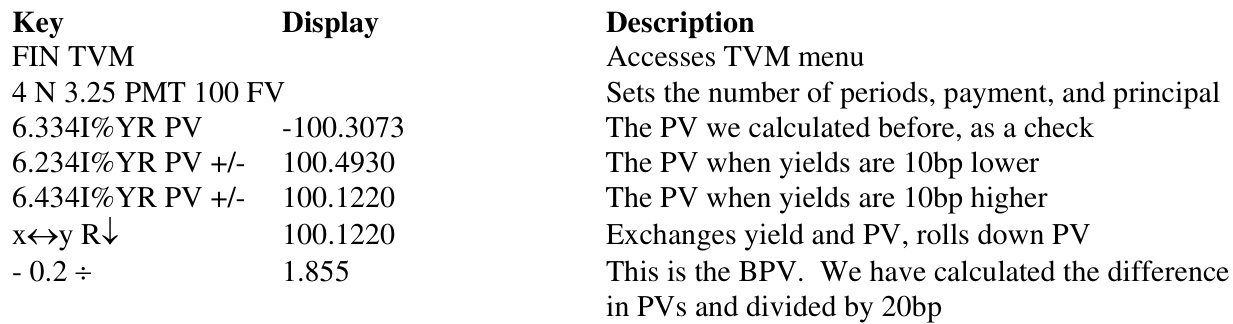 Key Display Description
FIN TVM Accesses TVM menu
4 N 3.25 PMT 100 FV Sets the number of periods, payment, and principal
6.334I%YR PV -100.3073 The PV we calculated before, as a check
6.234I%YR PV +/- 100.4930 The PV when yields are 10bp lower
6.434I%YR PV +/- 100.1220 The PV when yields are 10bp higher
x↔y R↓ 100.1220 Exchanges yield and PV, rolls down PV
- 0.2 ÷ 1.855 This is the BPV. We have calculated the difference
in PVs and divided by 20bp